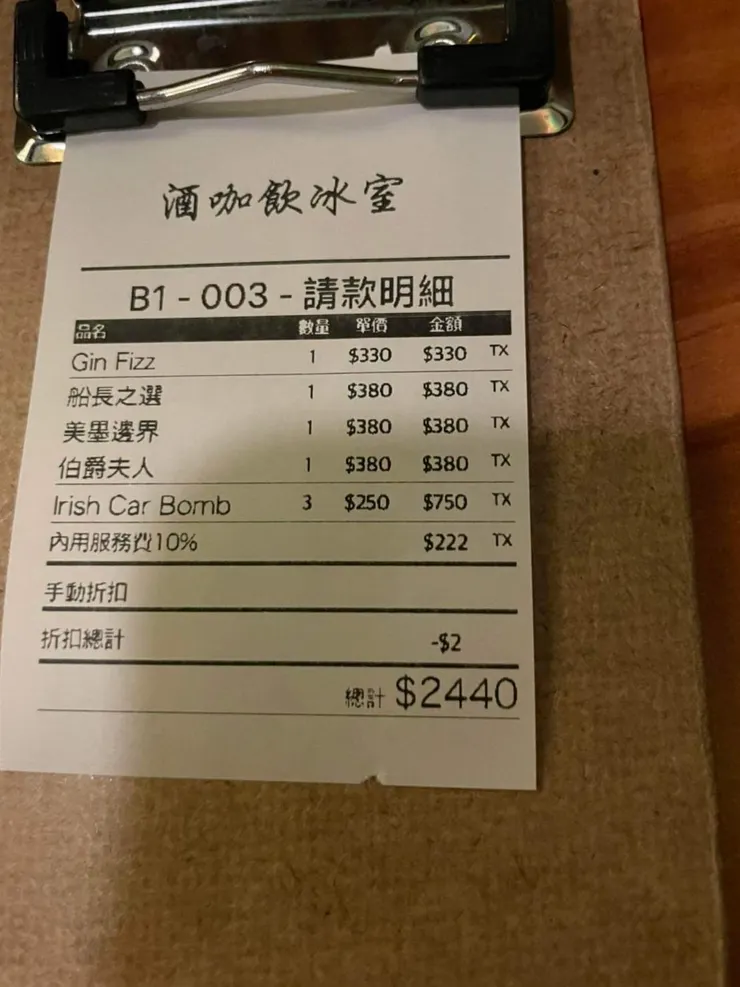 酒咖飲冰室
B1 - 003 - 請款明細
品名 數量 單價 金額
Gin Fizz 1 $330 $330 TX
船長之選 1 $380 $380 TX
美墨邊界 1 $380 $380 TX
伯爵夫人 1 $380 $380 TX
Irish Car Bomb 3 $250 $750 TX
內用服務費10% $222 TX
手動折扣
折扣總計 -$2
總計 $2440